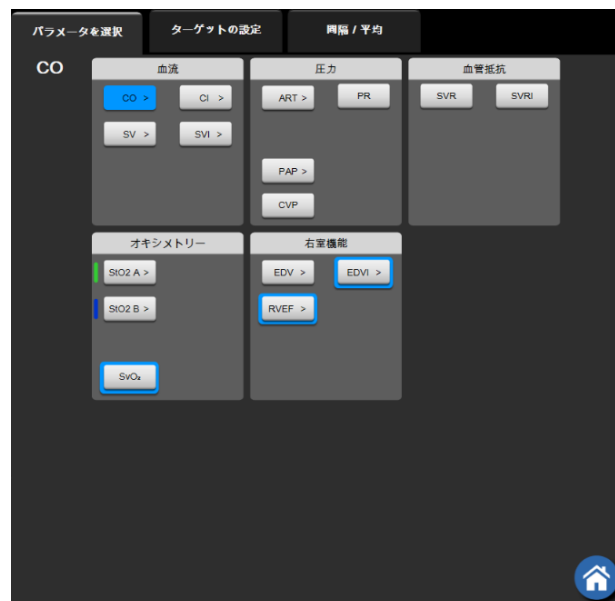 パラメータを選択 ターゲットの設定 間隔 / 平均
CO
血流 圧力 血管抵抗
CO > CI > ART > PR SVR SVRI
SV > SVI >
PAP >
CVP
オキシメトリー 右室機能
StO2 A > EDV > EDVI >
StO2 B > RVEF >
SvO₂